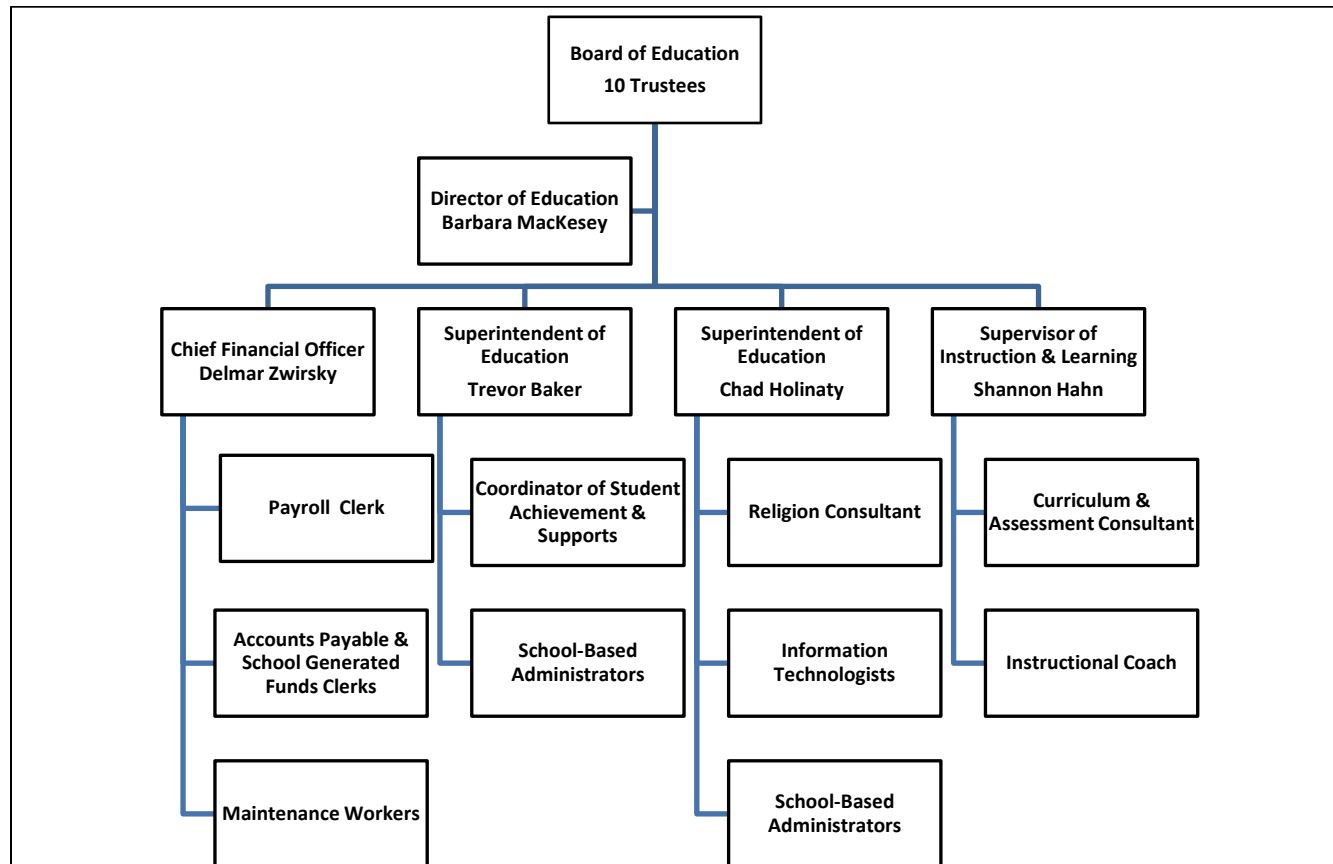 Board of Education
10 Trustees
Director of Education
Barbara MacKesey
Chief Financial Officer
Delmar Zwirsky
Superintendent of
Education
Trevor Baker
Superintendent of
Education
Chad Holinaty
Supervisor of
Instruction & Learning
Shannon Hahn
Payroll Clerk
Coordinator of Student
Achievement &
Supports
Religion Consultant
Curriculum &
Assessment Consultant
Accounts Payable &
School Generated
Funds Clerks
School-Based
Administrators
Information
Technologists
Instructional Coach
Maintenance Workers
School-Based
Administrators